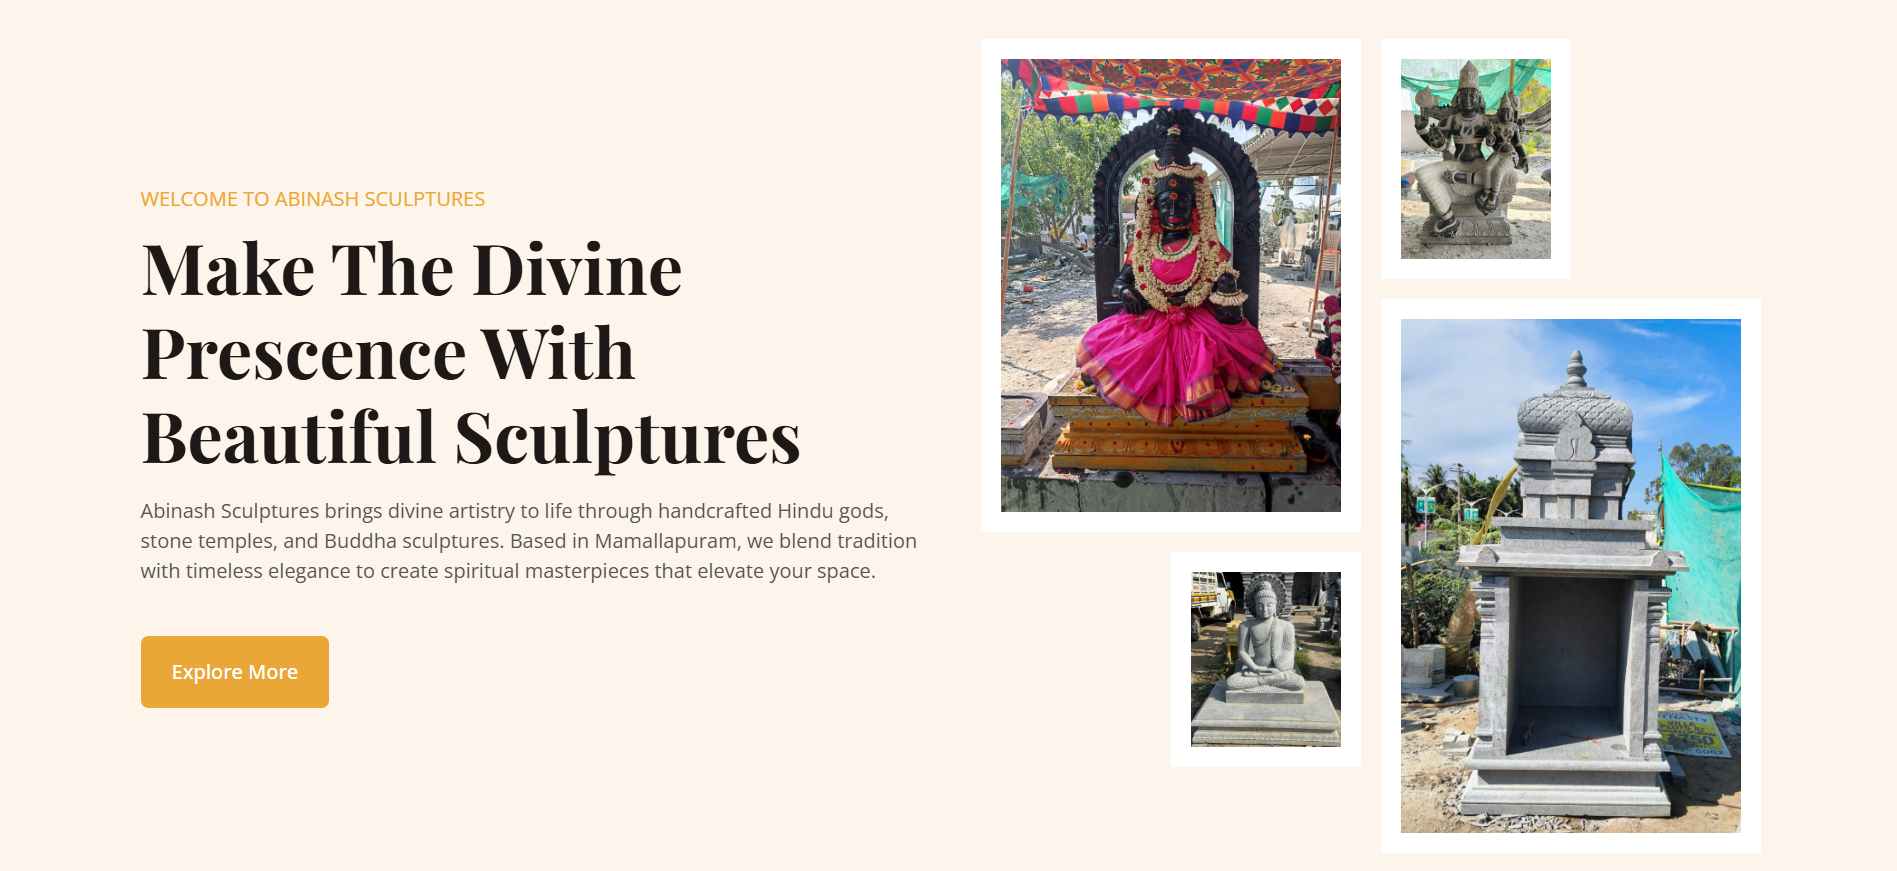 WELCOME TO ABINASH SCULPTURES
Make The Divine
Prescence With
Beautiful Sculptures
Abinash Sculptures brings divine artistry to life through handcrafted Hindu gods,
stone temples, and Buddha sculptures. Based in Mamallapuram, we blend tradition
with timeless elegance to create spiritual masterpieces that elevate your space.
Explore More
VILLA